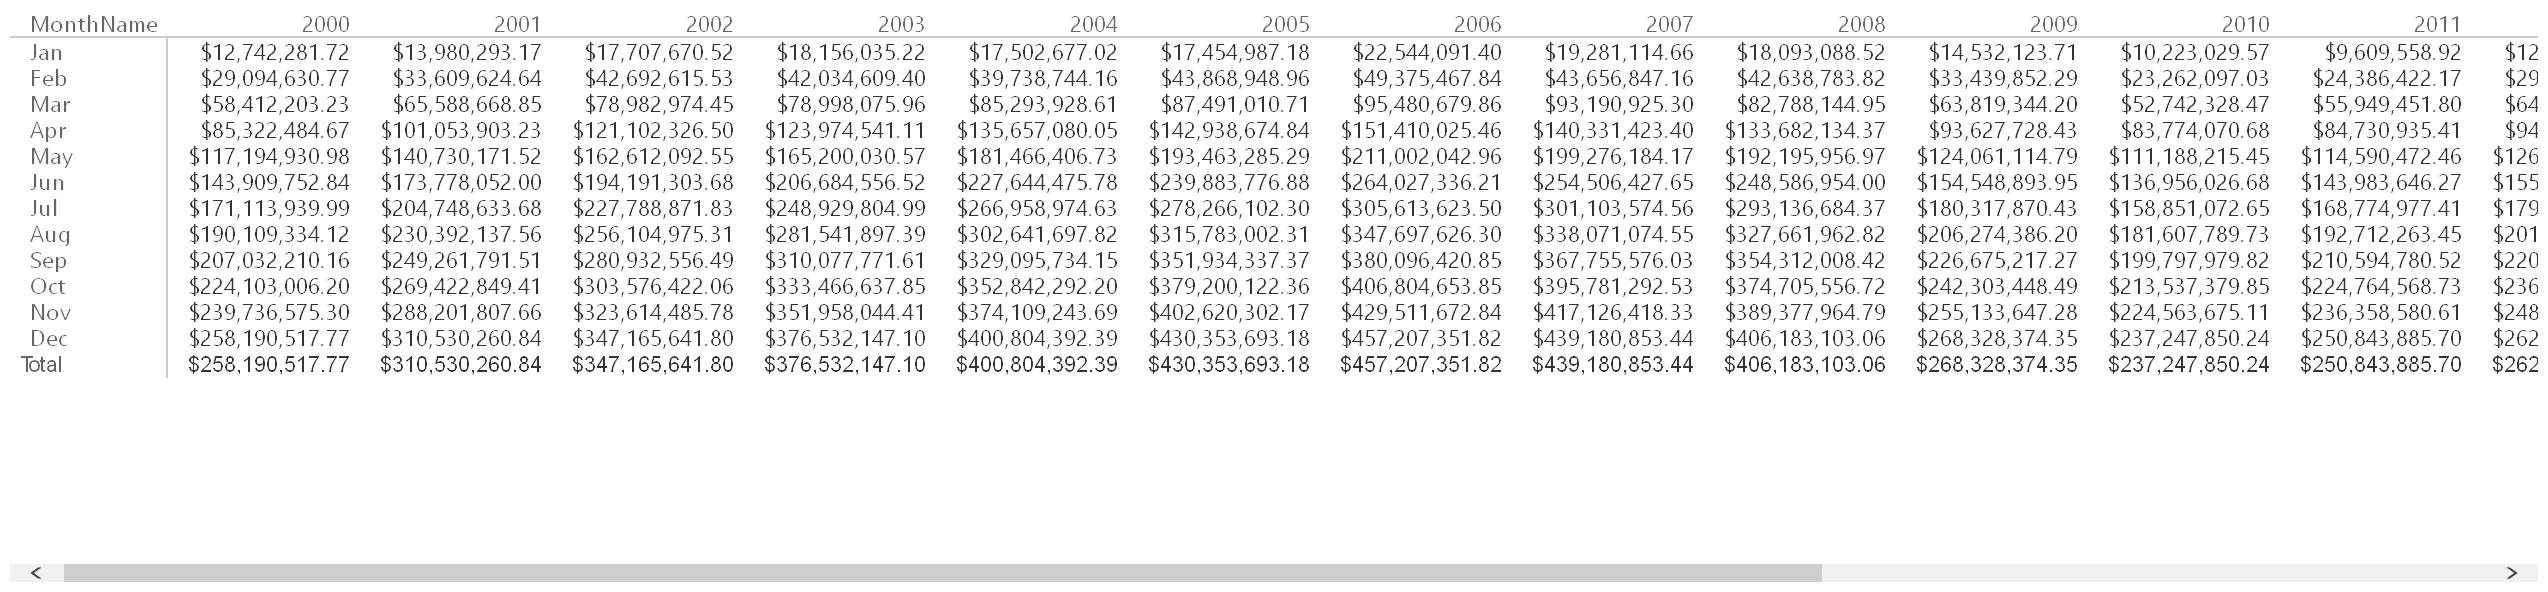 MonthName 2000 2001 2002 2003 2004 2005 2006 2007 2008 2009 2010 2011
Jan $12,742,281.72 $13,980,293.17 $17,707,670.52 $18,156,035.22 $17,502,677.02 $17,454,987.18 $22,544,091.40 $19,281,114.66 $18,093,088.52 $14,532,123.71 $10,223,029.57 $9,609,558.92 $12
Feb $29,094,630.77 $33,609,624.64 $42,692,615.53 $42,034,609.40 $39,738,744.16 $43,868,948.96 $49,375,467.84 $43,656,847.16 $42,638,783.82 $33,439,852.29 $23,262,097.03 $24,386,422.17 $29
Mar $58,412,203.23 $65,588,668.85 $78,982,974.45 $78,998,075.96 $85,293,928.61 $87,491,010.71 $95,480,679.86 $93,190,925.30 $82,788,144.95 $63,819,344.20 $52,742,328.47 $55,949,451.80 $64
Apr $85,322,484.67 $101,053,903.23 $121,102,326.50 $123,974,541.11 $135,657,080.05 $142,938,674.84 $151,410,025.46 $140,331,423.40 $133,682,134.37 $93,627,728.43 $83,774,070.68 $84,730,935.41 $94
May $117,194,930.98 $140,730,171.52 $162,612,092.55 $165,200,030.57 $181,466,406.73 $193,463,285.29 $211,002,042.96 $199,276,184.17 $192,195,956.97 $124,061,114.79 $111,188,215.45 $114,590,472.46 $126
Jun $143,909,752.84 $173,778,052.00 $194,191,303.68 $206,684,556.52 $227,644,475.78 $239,883,776.88 $264,027,336.21 $254,506,427.65 $248,586,954.00 $154,548,893.95 $136,956,026.68 $143,983,646.27 $155
Jul $171,113,939.99 $204,748,633.68 $227,788,871.83 $248,929,804.99 $266,958,974.63 $278,266,102.30 $305,613,623.50 $301,103,574.56 $293,136,684.37 $180,317,870.43 $158,851,072.65 $168,774,977.41 $179
Aug $190,109,334.12 $230,392,137.56 $256,104,975.31 $281,541,897.39 $302,641,697.82 $315,783,002.31 $347,697,626.30 $338,071,074.55 $327,661,962.82 $206,274,386.20 $181,607,789.73 $192,712,263.45 $201
Sep $207,032,210.16 $249,261,791.51 $280,932,556.49 $310,077,771.61 $329,095,734.15 $351,934,337.37 $380,096,420.85 $367,755,576.03 $354,312,008.42 $226,675,217.27 $199,797,979.82 $210,594,780.52 $220
Oct $224,103,006.20 $269,422,849.41 $303,576,422.06 $333,466,637.85 $352,842,292.20 $379,200,122.36 $406,804,653.85 $395,781,292.53 $374,705,556.72 $242,303,448.49 $213,537,379.85 $224,764,568.73 $236
Nov $239,736,575.30 $288,201,807.66 $323,614,485.78 $351,958,044.41 $374,109,243.69 $402,620,302.17 $429,511,672.84 $417,126,418.33 $389,377,964.79 $255,133,647.28 $224,563,675.11 $236,358,580.61 $248
Dec $258,190,517.77 $310,530,260.84 $347,165,641.80 $376,532,147.10 $400,804,392.39 $430,353,693.18 $457,207,351.82 $439,180,853.44 $406,183,103.06 $268,328,374.35 $237,247,850.24 $250,843,885.70 $262
Total $258,190,517.77 $310,530,260.84 $347,165,641.80 $376,532,147.10 $400,804,392.39 $430,353,693.18 $457,207,351.82 $439,180,853.44 $406,183,103.06 $268,328,374.35 $237,247,850.24 $250,843,885.70 $262